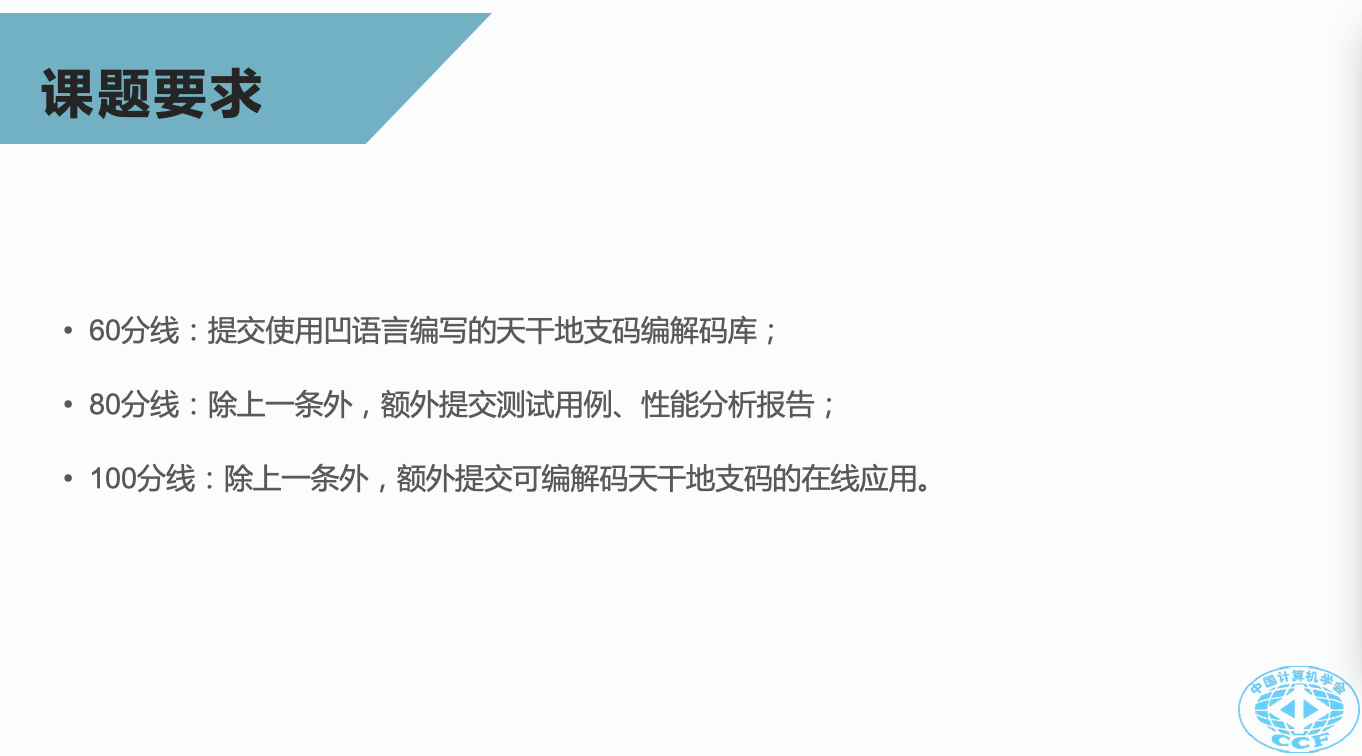 课题要求
• 60分线：提交使用凹语言编写的天干地支码编解码库；
• 80分线：除上一条外，额外提交测试用例、性能分析报告；
• 100分线：除上一条外，额外提交可编解码天干地支码的在线应用。
中国计算机学会
CCF